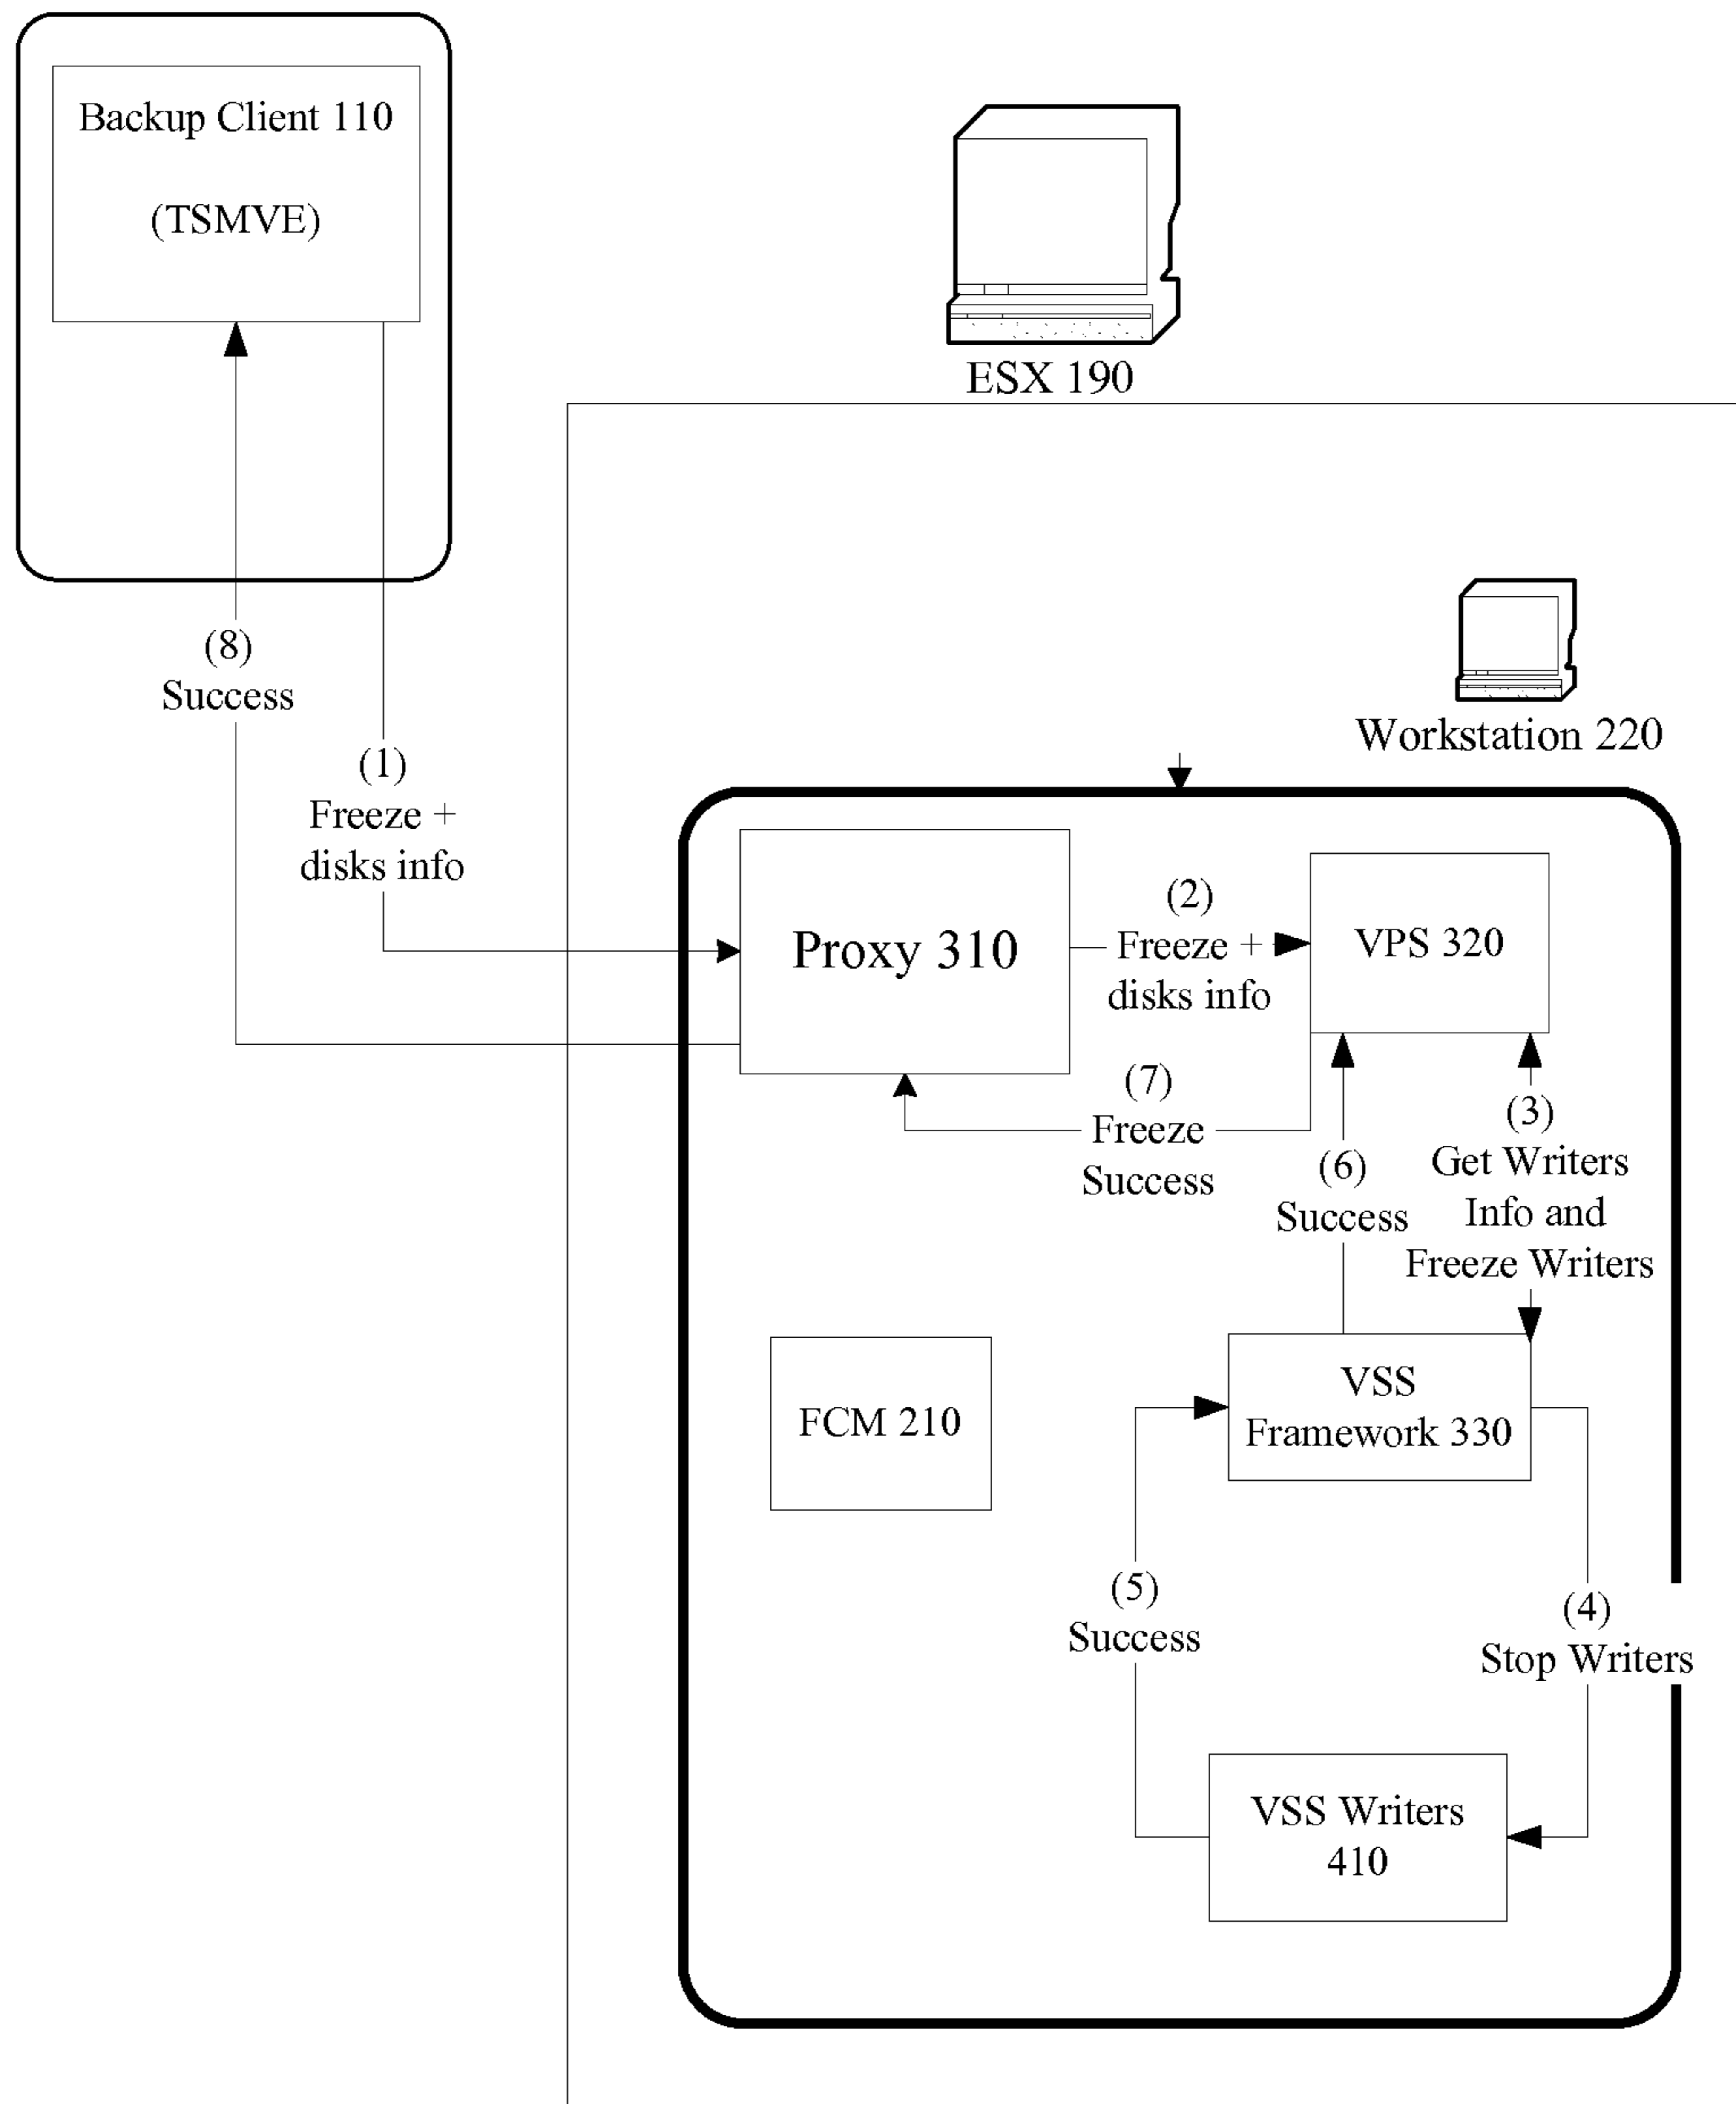 Backup Client 110
(TSMVE)
ESX 190
(8)
Success
(1)
Freeze +
disks info
Workstation 220
Proxy 310
(2)
Freeze +
disks info
VPS 320
(7)
Freeze
Success
(6)
Success
(3)
Get Writers
Info and
Freeze Writers
FCM 210
VSS
Framework 330
(5)
Success
(4)
Stop Writers
VSS Writers
410